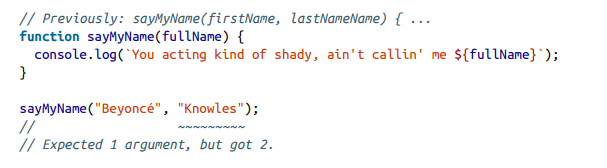 // Previously: sayMyName(firstName, lastNameName) { ...
function sayMyName(fullName) {
  console.log(`You acting kind of shady, ain't callin' me ${fullName}`);
}

sayMyName("Beyoncé", "Knowles");
//                   ~~~~~~~~~
// Expected 1 argument, but got 2.